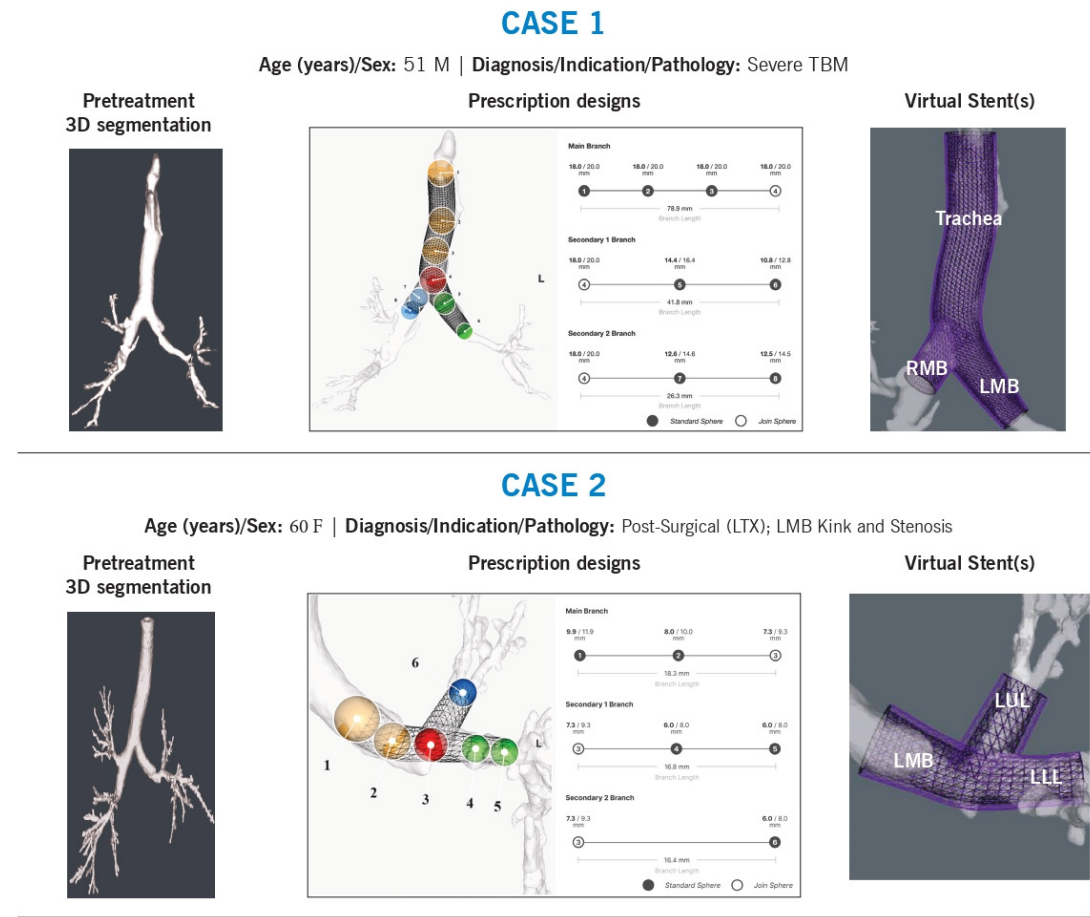 CASE 1
Age (years)/Sex: 51 M | Diagnosis/Indication/Pathology: Severe TBM
Pretreatment
3D segmentation
Prescription designs
Virtual Stent(s)
L
Main Branch
18.0 / 20.0 18.0 / 20.0 18.0 / 20.0 18.0 / 20.0
mm mm mm mm
1 2 3 4
78.9 mm
Branch Length
Secondary 1 Branch
18.0 / 20.0 14.4 / 16.4 10.8 / 12.8
mm mm mm
4 5 6
41.8 mm
Branch Length
Secondary 2 Branch
18.0 / 20.0 12.6 / 14.6 12.5 / 14.5
mm mm mm
4 7 8
26.3 mm
Branch Length
Standard Sphere Join Sphere
Trachea
RMB
LMB
CASE 2
Age (years)/Sex: 60 F | Diagnosis/Indication/Pathology: Post-Surgical (LTX); LMB Kink and Stenosis
Pretreatment
3D segmentation
Prescription designs
Virtual Stent(s)
6
L
1
2
3
4
5
Main Branch
9.9 / 11.9 8.0 / 10.0 7.3 / 9.3
mm mm mm
1 2 3
18.3 mm
Branch Length
Secondary 1 Branch
7.3 / 9.3 6.0 / 8.0 6.0 / 8.0
mm mm mm
3 4 5
16.8 mm
Branch Length
Secondary 2 Branch
7.3 / 9.3 6.0 / 8.0
mm mm
3 6
16.4 mm
Branch Length
Standard Sphere Join Sphere
LUL
LMB
LLL